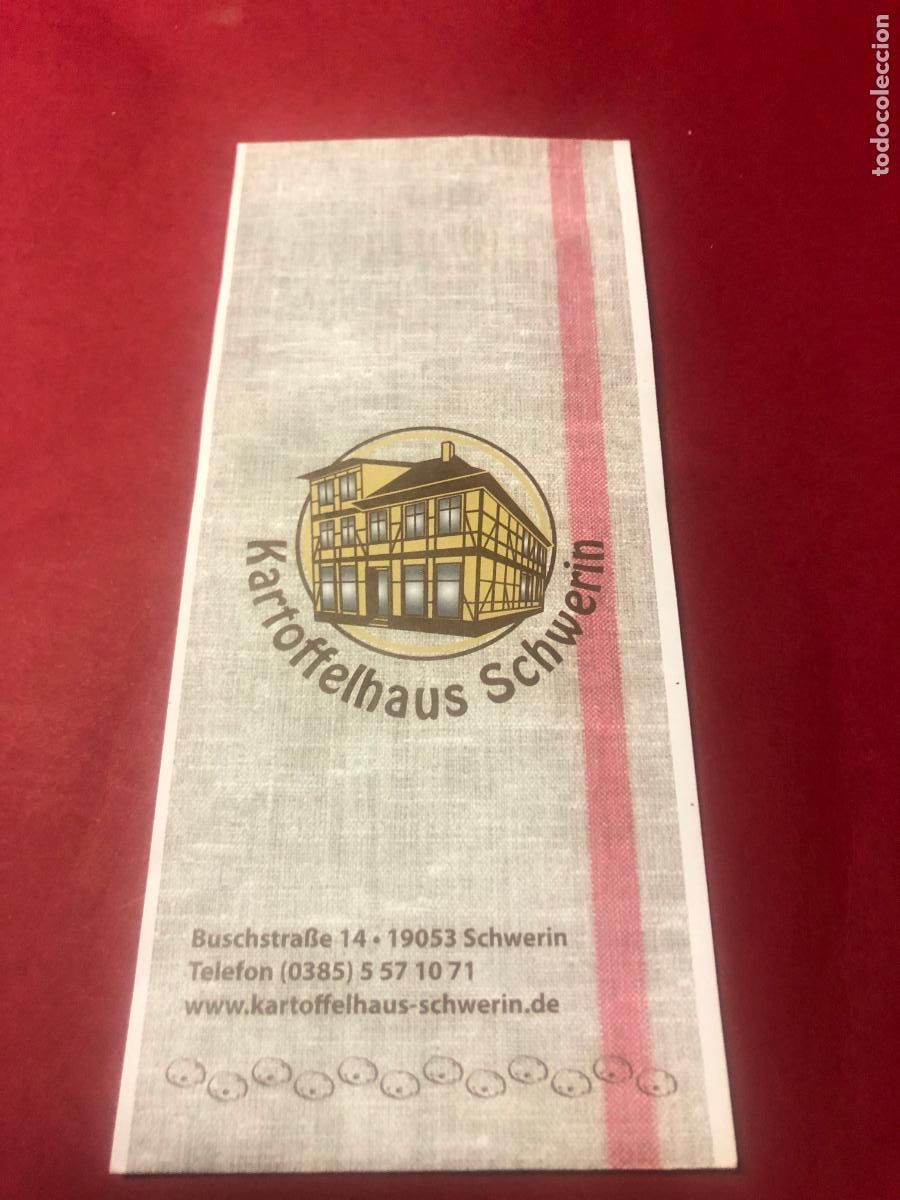 Kartoffelhaus Schwerin
Buschstraße 14 • 19053 Schwerin
Telefon (0385) 5 57 10 71
www.kartoffelhaus-schwerin.de
todocoleccion